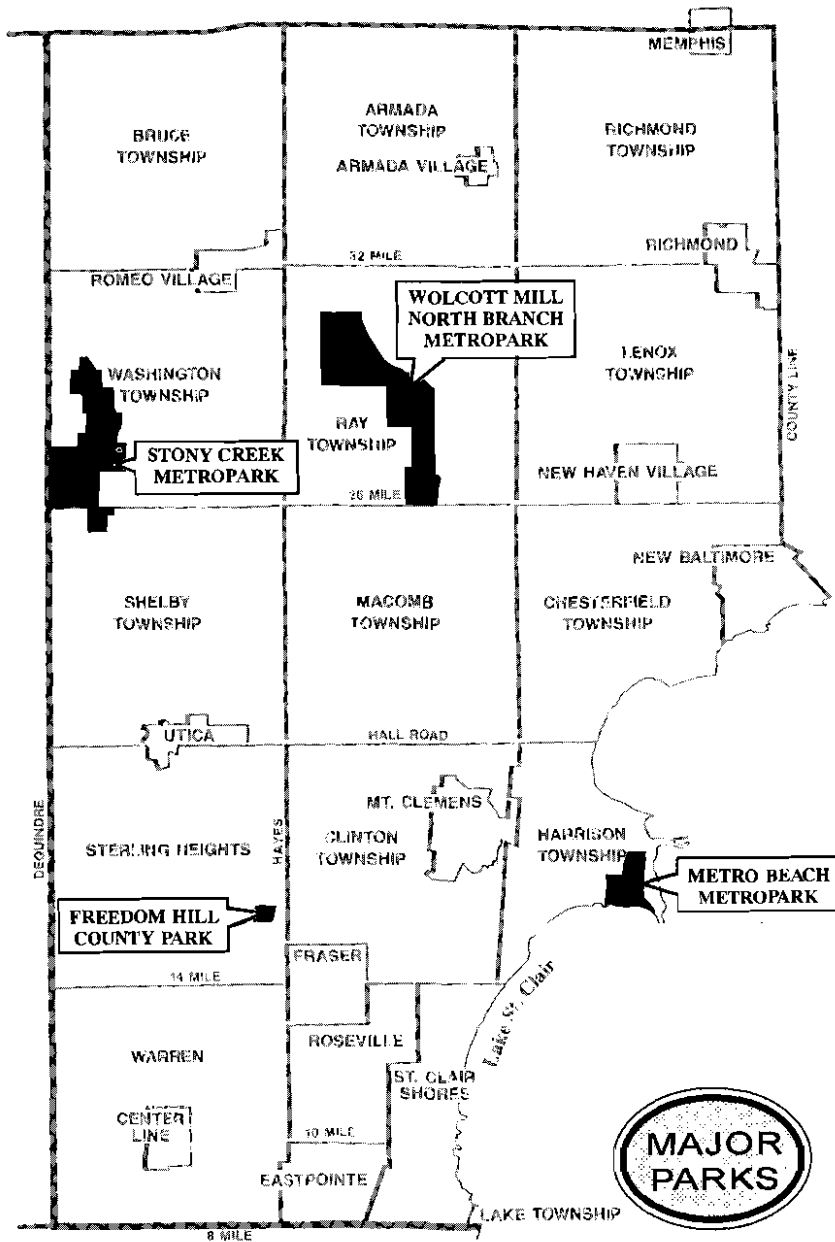 MEMPHIS
BRUCE
TOWNSHIP
ARMADA
TOWNSHIP
ARMADA VILLAGE
RICHMOND
TOWNSHIP
ROMEO VILLAGE
32 MILE
RICHMOND
WOLCOTT MILL
NORTH BRANCH
METROPARK
WASHINGTON
TOWNSHIP
RAY
TOWNSHIP
LENOX
TOWNSHIP
COUNTY LINE
STONY CREEK
METROPARK
26 MILE
NEW HAVEN VILLAGE
NEW BALTIMORE
SHELBY
TOWNSHIP
MACOMB
TOWNSHIP
CHESTERFIELD
TOWNSHIP
UTICA
HALL ROAD
DEQUINDRE
STERLING HEIGHTS
HAYES
MT. CLEMENS
CLINTON
TOWNSHIP
HARRISON
TOWNSHIP
METRO BEACH
METROPARK
FREEDOM HILL
COUNTY PARK
14 MILE
FRASER
Lake St. Clair
WARREN
ROSEVILLE
ST. CLAIR
SHORES
CENTER
LINE
10 MILE
EASTPOINTE
MAJOR
PARKS
LAKE TOWNSHIP
8 MILE